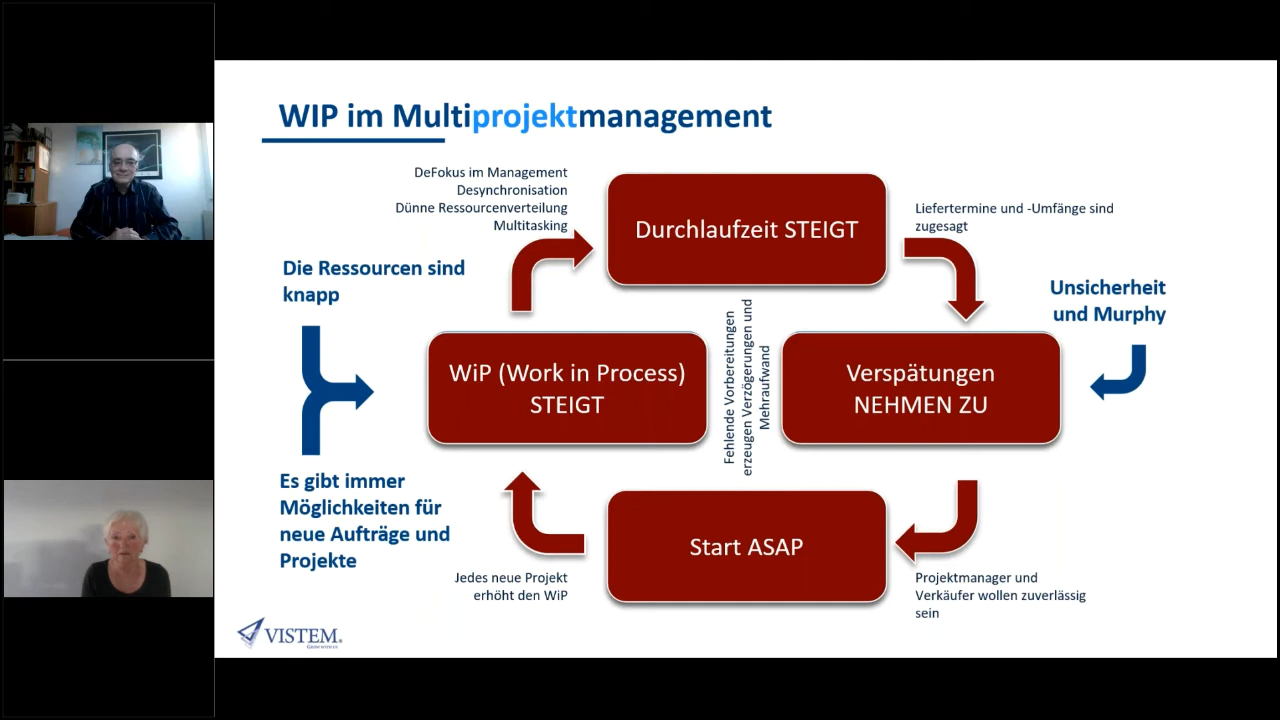 WIP im Multiprojektmanagement
DeFokus im Management
Desynchronisation
Dünne Ressourcenverteilung
Multitasking
Durchlaufzeit STEIGT
Liefertermine und -Umfänge sind
zugesagt
Die Ressourcen sind
knapp
Unsicherheit
und Murphy
WiP (Work in Process)
STEIGT
Fehlende Vorbereitungen
erzeugen Verzögerungen und
Mehraufwand
Verspätungen
NEHMEN ZU
Es gibt immer
Möglichkeiten für
neue Aufträge und
Projekte
Start ASAP
Jedes neue Projekt
erhöht den WiP
Projektmanager und
Verkäufer wollen zuverlässig
sein
VISTEM®
GROW WITH US